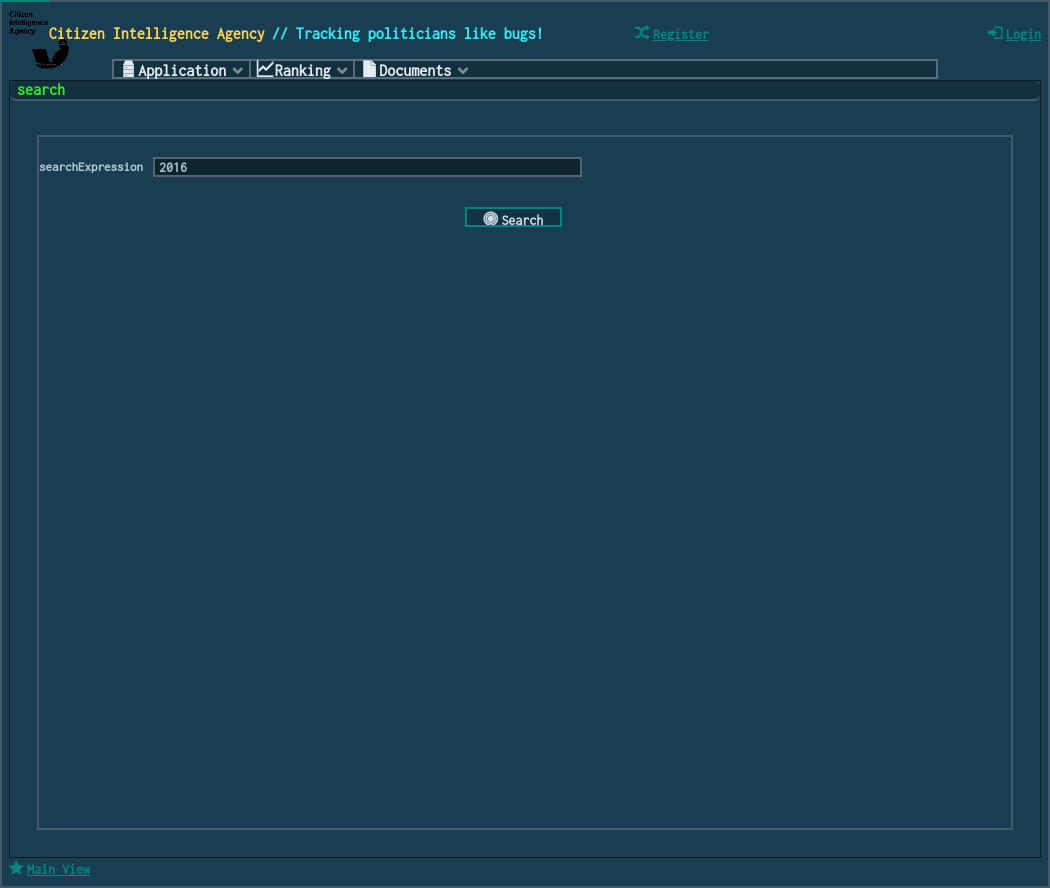 Citizen
Intelligence
Agency
Citizen Intelligence Agency // Tracking politicians like bugs!
Register
Login
Application
Ranking
Documents
search
searchExpression 2016
Search
Main View